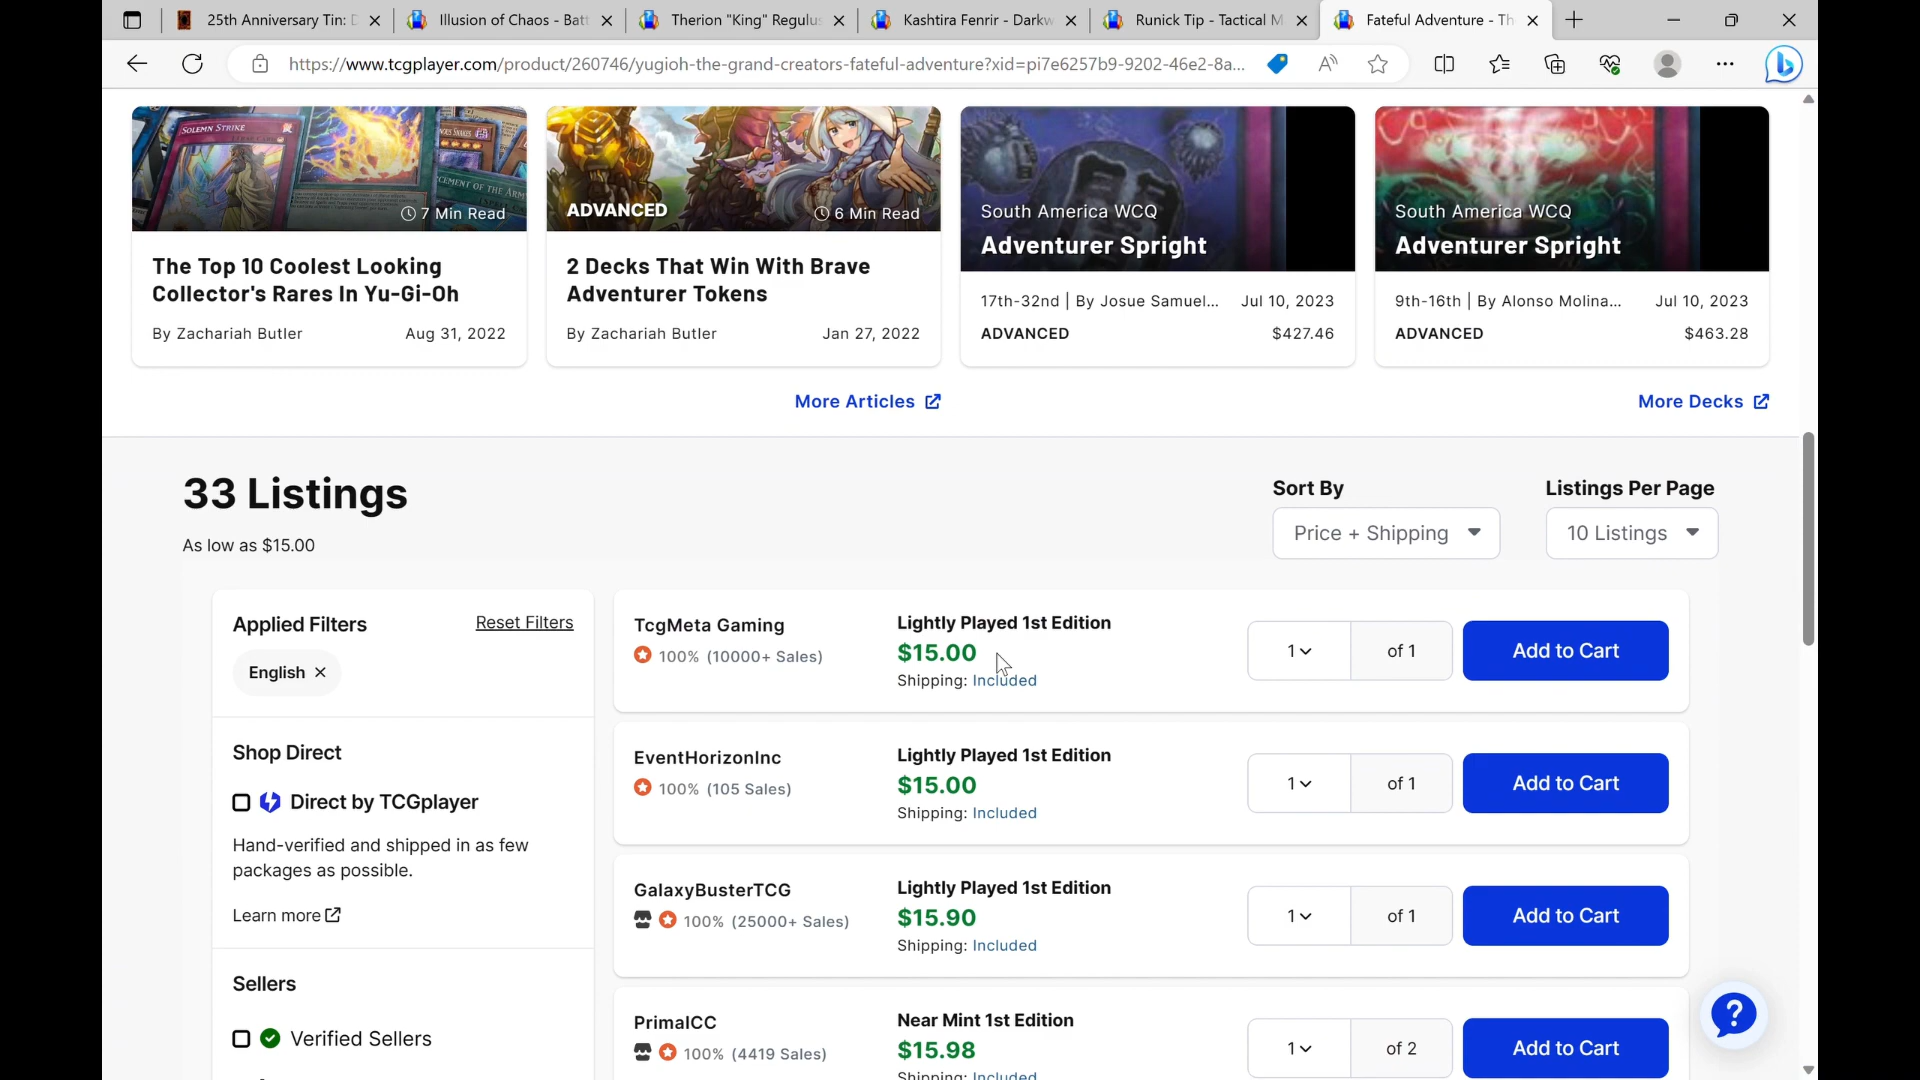 25th Anniversary Tin: D
Illusion of Chaos - Batt
Therion "King" Regulus
Kashtira Fenrir - Darkw
Runick Tip - Tactical M
Fateful Adventure - Th
https://www.tcgplayer.com/product/260746/yugioh-the-grand-creators-fateful-adventure?xid=pi7e6257b9-9202-46e2-8a...
SOLEMN STRIKE
7 Min Read
The Top 10 Coolest Looking
Collector's Rares In Yu-Gi-Oh
By Zachariah Butler
Aug 31, 2022
ADVANCED
6 Min Read
2 Decks That Win With Brave
Adventurer Tokens
By Zachariah Butler
Jan 27, 2022
South America WCQ
Adventurer Spright
17th-32nd | By Josue Samuel...
Jul 10, 2023
ADVANCED
$427.46
South America WCQ
Adventurer Spright
9th-16th | By Alonso Molina...
Jul 10, 2023
ADVANCED
$463.28
More Articles
More Decks
33 Listings
As low as $15.00
Sort By
Price + Shipping
Listings Per Page
10 Listings
Applied Filters
Reset Filters
English
Shop Direct
Direct by TCGplayer
Hand-verified and shipped in as few
packages as possible.
Learn more
Sellers
Verified Sellers
TcgMeta Gaming
100% (10000+ Sales)
Lightly Played 1st Edition
$15.00
Shipping: Included
1
of 1
Add to Cart
EventHorizonInc
100% (105 Sales)
Lightly Played 1st Edition
$15.00
Shipping: Included
1
of 1
Add to Cart
GalaxyBusterTCG
100% (25000+ Sales)
Lightly Played 1st Edition
$15.90
Shipping: Included
1
of 1
Add to Cart
PrimalCC
100% (4419 Sales)
Near Mint 1st Edition
$15.98
Shipping: Included
1
of 2
Add to Cart